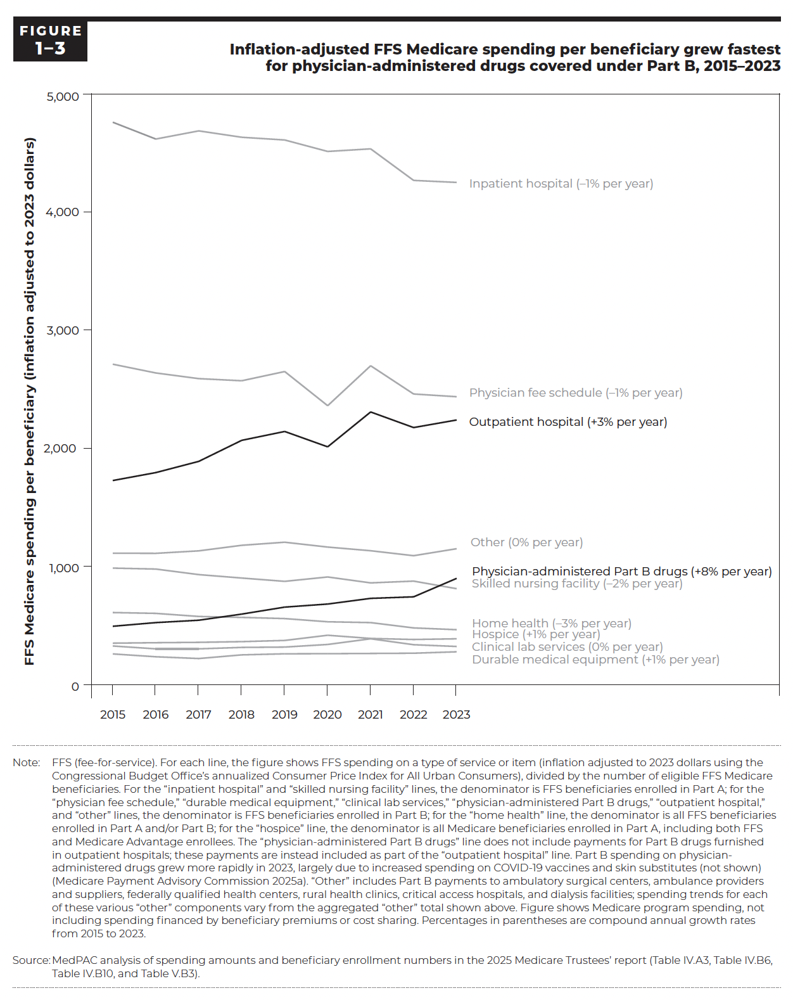 FIGURE
1–3
Inflation-adjusted FFS Medicare spending per beneficiary grew fastest
for physician-administered drugs covered under Part B, 2015–2023
FFS Medicare spending per beneficiary (inflation adjusted to 2023 dollars)
5,000
4,000
3,000
2,000
1,000
0
Inpatient hospital (–1% per year)
Physician fee schedule (–1% per year)
Outpatient hospital (+3% per year)
Other (0% per year)
Physician-administered Part B drugs (+8% per year)
Skilled nursing facility (–2% per year)
Home health (–3% per year)
Hospice (+1% per year)
Clinical lab services (0% per year)
Durable medical equipment (+1% per year)
2015 2016 2017 2018 2019 2020 2021 2022 2023
Note: FFS (fee-for-service). For each line, the figure shows FFS spending on a type of service or item (inflation adjusted to 2023 dollars using the
Congressional Budget Office’s annualized Consumer Price Index for All Urban Consumers), divided by the number of eligible FFS Medicare
beneficiaries. For the “inpatient hospital” and “skilled nursing facility” lines, the denominator is FFS beneficiaries enrolled in Part A; for the
“physician fee schedule,” “durable medical equipment,” “clinical lab services,” “physician-administered Part B drugs,” “outpatient hospital,”
and “other” lines, the denominator is FFS beneficiaries enrolled in Part B; for the “home health” line, the denominator is all FFS beneficiaries
enrolled in Part A and/or Part B; for the “hospice” line, the denominator is all Medicare beneficiaries enrolled in Part A, including both FFS
and Medicare Advantage enrollees. The “physician-administered Part B drugs” line does not include payments for Part B drugs furnished
in outpatient hospitals; these payments are instead included as part of the “outpatient hospital” line. Part B spending on physician-
administered drugs grew more rapidly in 2023, largely due to increased spending on COVID-19 vaccines and skin substitutes (not shown)
(Medicare Payment Advisory Commission 2025a). “Other” includes Part B payments to ambulatory surgical centers, ambulance providers
and suppliers, federally qualified health centers, rural health clinics, critical access hospitals, and dialysis facilities; spending trends for each
of these various “other” components vary from the aggregated “other” total shown above. Figure shows Medicare program spending, not
including spending financed by beneficiary premiums or cost sharing. Percentages in parentheses are compound annual growth rates
from 2015 to 2023.
Source: MedPAC analysis of spending amounts and beneficiary enrollment numbers in the 2025 Medicare Trustees’ report (Table IV.A3, Table IV.B6,
Table IV.B10, and Table V.B3).